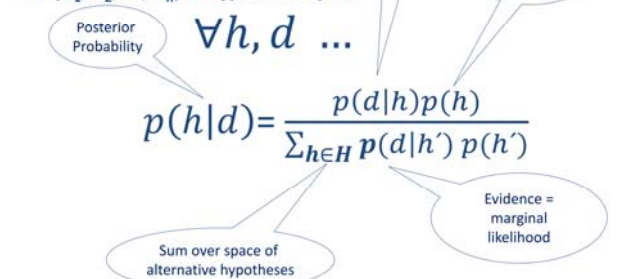 Posterior
Probability
∀h, d ...
p(h|d)= p(d|h)p(h) / ∑h∈H p(d|h´) p(h´)
Evidence =
marginal
likelihood
Sum over space of
alternative hypotheses